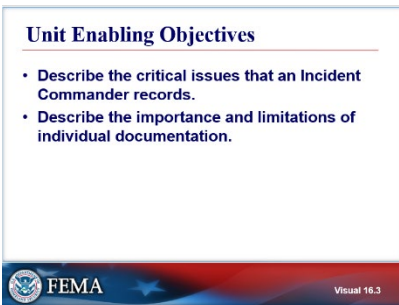 Unit Enabling Objectives
• Describe the critical issues that an Incident
Commander records.
• Describe the importance and limitations of
individual documentation.
FEMA
Visual 16.3